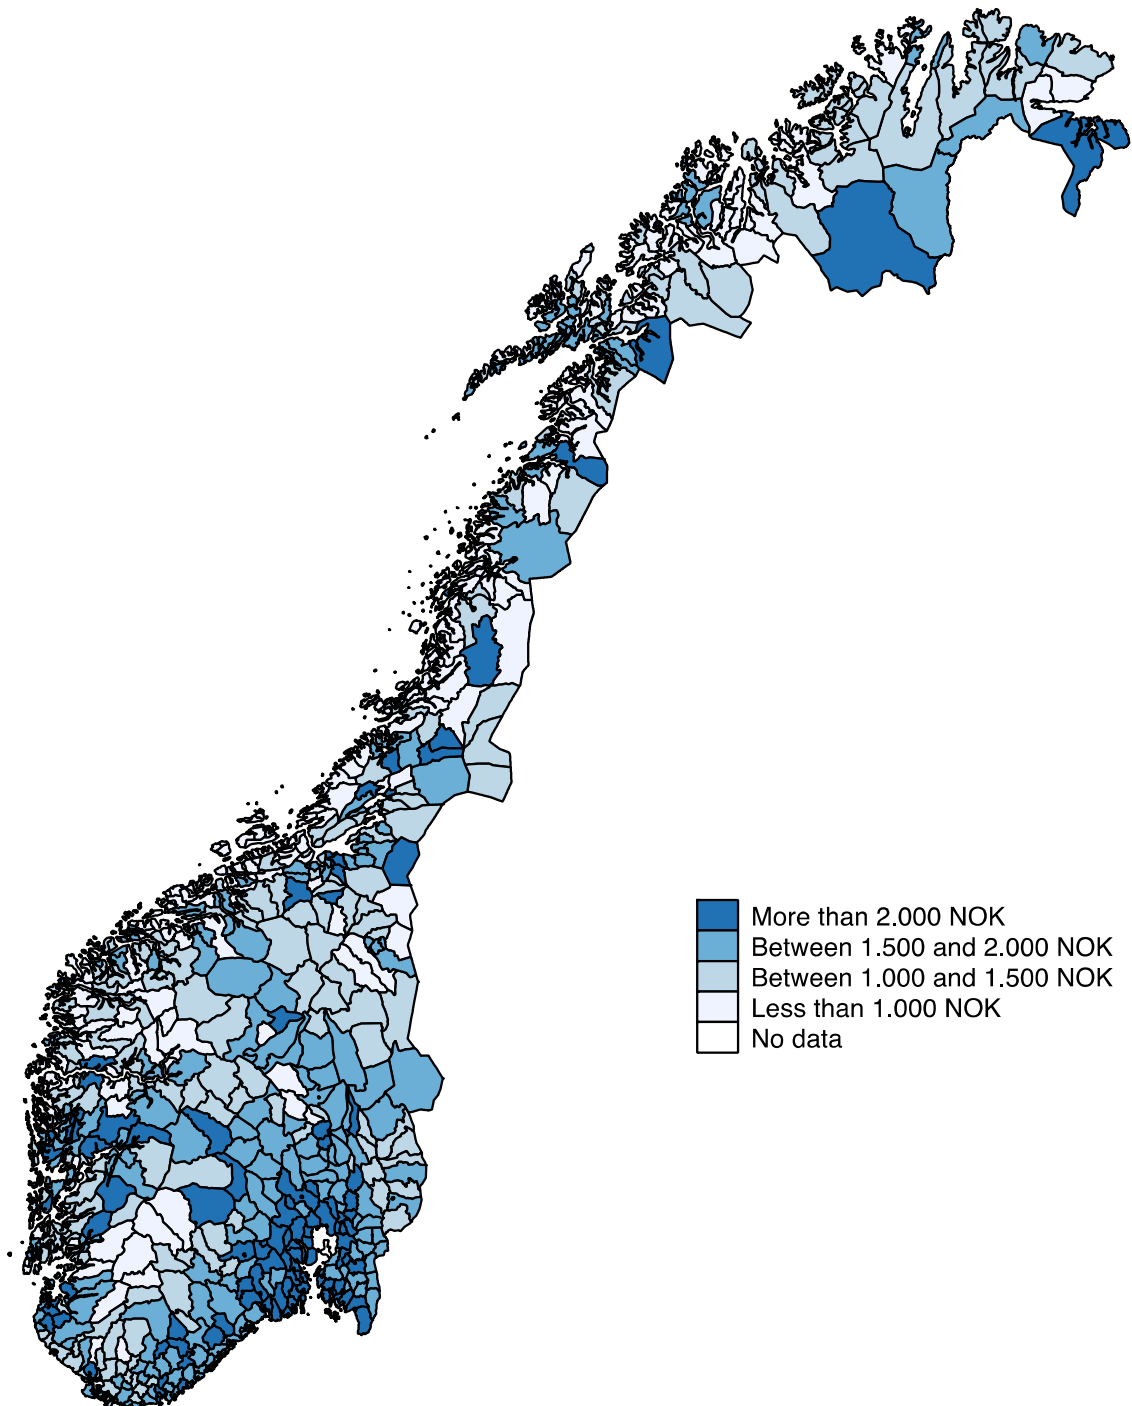 More than 2.000 NOK
Between 1.500 and 2.000 NOK
Between 1.000 and 1.500 NOK
Less than 1.000 NOK
No data